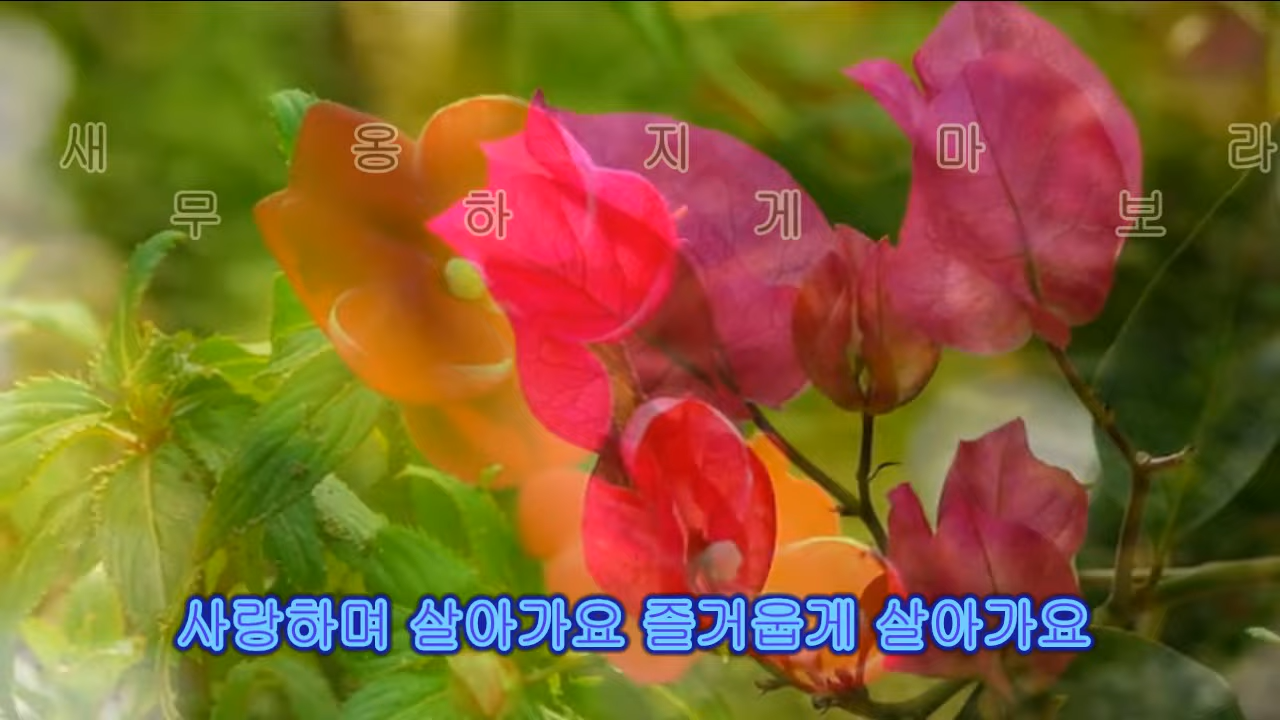 새 옹 지 마 라
무 하 게 보
사랑하며 살아가요 즐거웁게 살아가요